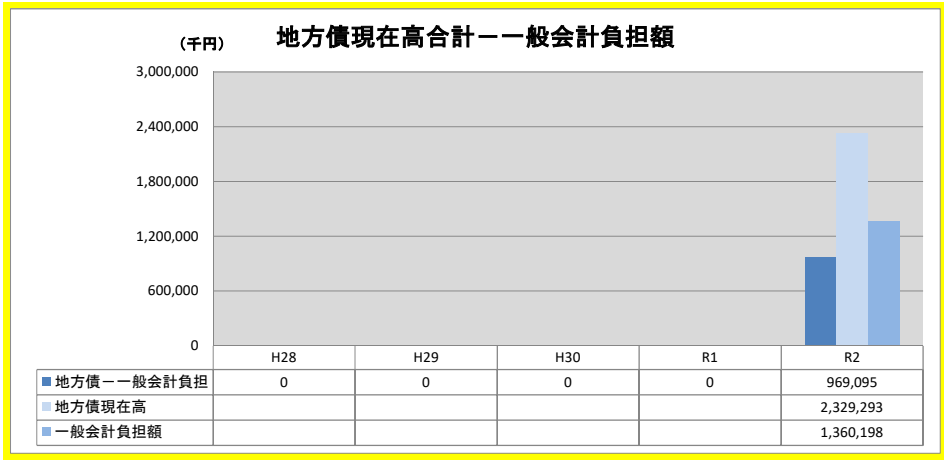 (千円)
地方債現在高合計－一般会計負担額
3,000,000
2,400,000
1,800,000
1,200,000
600,000
0
H28 H29 H30 R1 R2
地方債－一般会計負担 0 0 0 0 969,095
地方債現在高 2,329,293
一般会計負担額 1,360,198